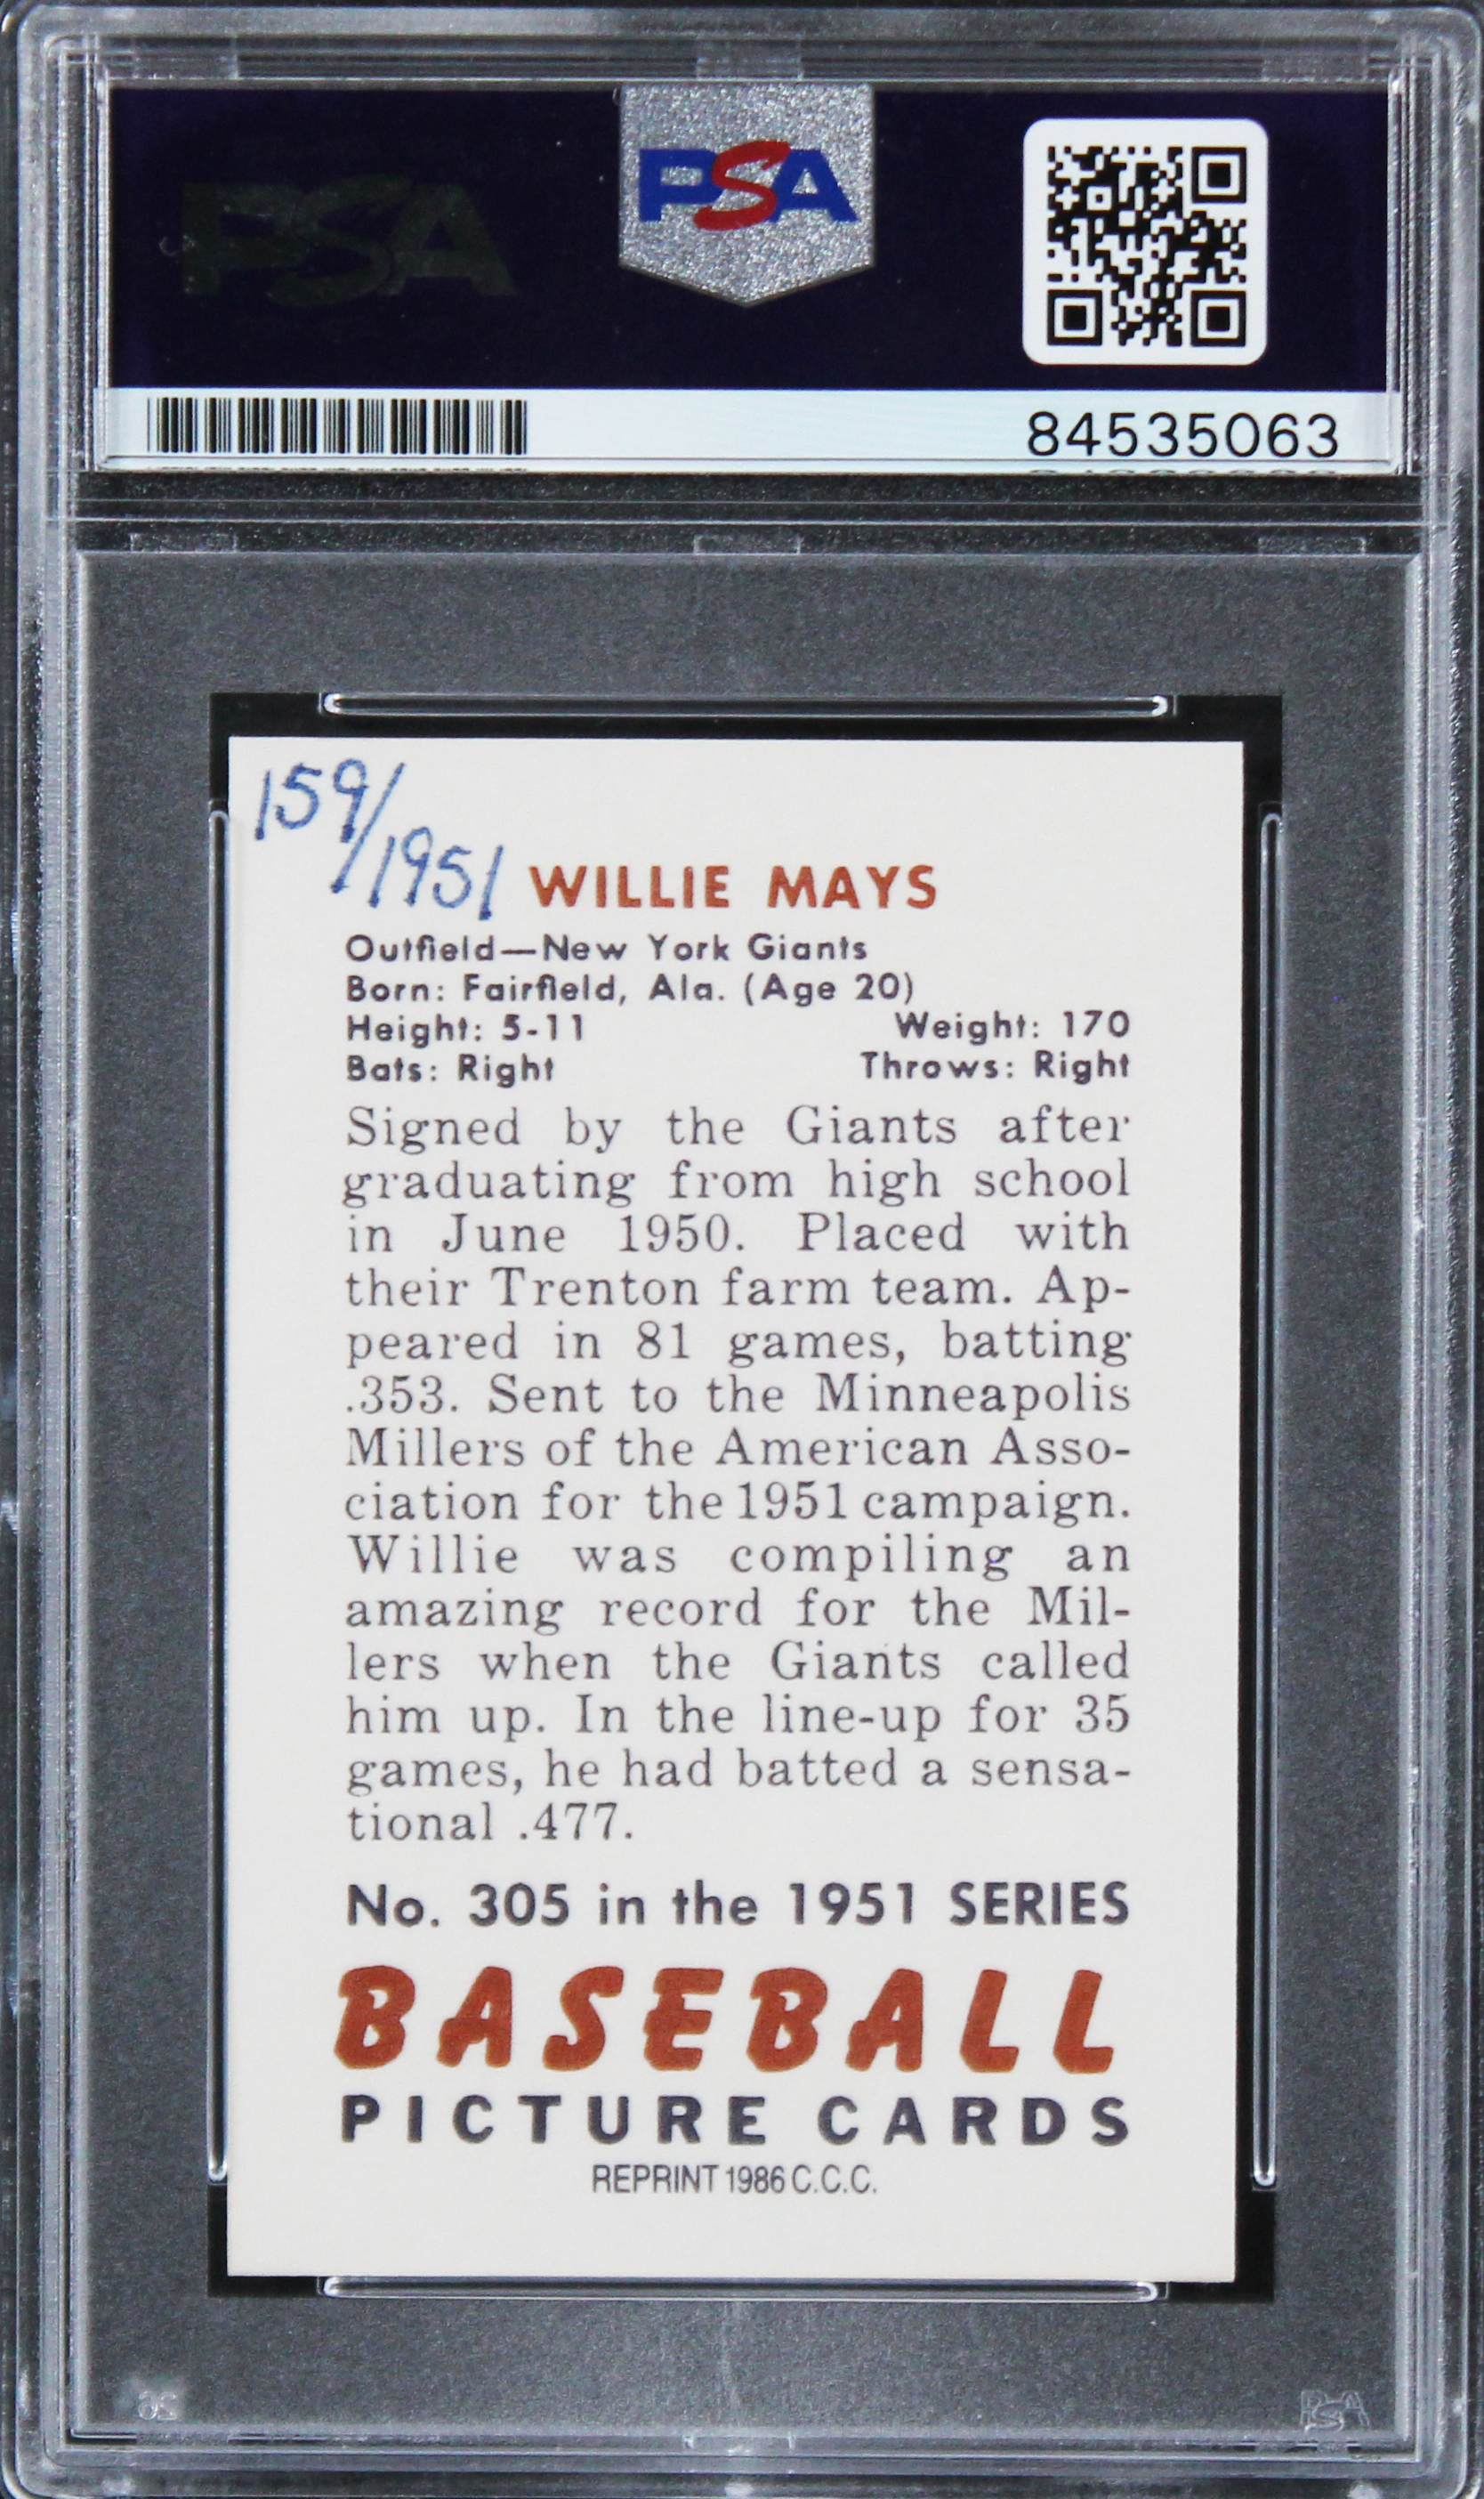 PSA
PSA
84535063
159/1951
WILLIE MAYS
Outfield—New York Giants
Born: Fairfield, Ala. (Age 20)
Height: 5-11 Weight: 170
Bats: Right Throws: Right
Signed by the Giants after
graduating from high school
in June 1950. Placed with
their Trenton farm team. Ap-
peared in 81 games, batting
.353. Sent to the Minneapolis
Millers of the American Asso-
ciation for the 1951 campaign.
Willie was compiling an
amazing record for the Mil-
lers when the Giants called
him up. In the line-up for 35
games, he had batted a sensa-
tional .477.
No. 305 in the 1951 SERIES
BASEBALL
PICTURE CARDS
REPRINT 1986 C.C.C.
PSA